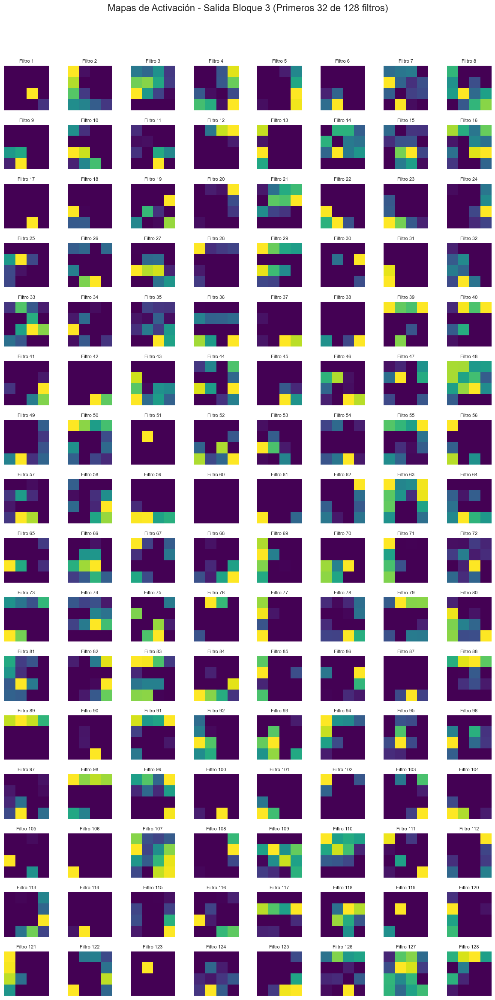 Mapas de Activación - Salida Bloque 3 (Primeros 32 de 128 filtros)
Filtro 1 Filtro 2 Filtro 3 Filtro 4 Filtro 5 Filtro 6 Filtro 7 Filtro 8
Filtro 9 Filtro 10 Filtro 11 Filtro 12 Filtro 13 Filtro 14 Filtro 15 Filtro 16
Filtro 17 Filtro 18 Filtro 19 Filtro 20 Filtro 21 Filtro 22 Filtro 23 Filtro 24
Filtro 25 Filtro 26 Filtro 27 Filtro 28 Filtro 29 Filtro 30 Filtro 31 Filtro 32
Filtro 33 Filtro 34 Filtro 35 Filtro 36 Filtro 37 Filtro 38 Filtro 39 Filtro 40
Filtro 41 Filtro 42 Filtro 43 Filtro 44 Filtro 45 Filtro 46 Filtro 47 Filtro 48
Filtro 49 Filtro 50 Filtro 51 Filtro 52 Filtro 53 Filtro 54 Filtro 55 Filtro 56
Filtro 57 Filtro 58 Filtro 59 Filtro 60 Filtro 61 Filtro 62 Filtro 63 Filtro 64
Filtro 65 Filtro 66 Filtro 67 Filtro 68 Filtro 69 Filtro 70 Filtro 71 Filtro 72
Filtro 73 Filtro 74 Filtro 75 Filtro 76 Filtro 77 Filtro 78 Filtro 79 Filtro 80
Filtro 81 Filtro 82 Filtro 83 Filtro 84 Filtro 85 Filtro 86 Filtro 87 Filtro 88
Filtro 89 Filtro 90 Filtro 91 Filtro 92 Filtro 93 Filtro 94 Filtro 95 Filtro 96
Filtro 97 Filtro 98 Filtro 99 Filtro 100 Filtro 101 Filtro 102 Filtro 103 Filtro 104
Filtro 105 Filtro 106 Filtro 107 Filtro 108 Filtro 109 Filtro 110 Filtro 111 Filtro 112
Filtro 113 Filtro 114 Filtro 115 Filtro 116 Filtro 117 Filtro 118 Filtro 119 Filtro 120
Filtro 121 Filtro 122 Filtro 123 Filtro 124 Filtro 125 Filtro 126 Filtro 127 Filtro 128